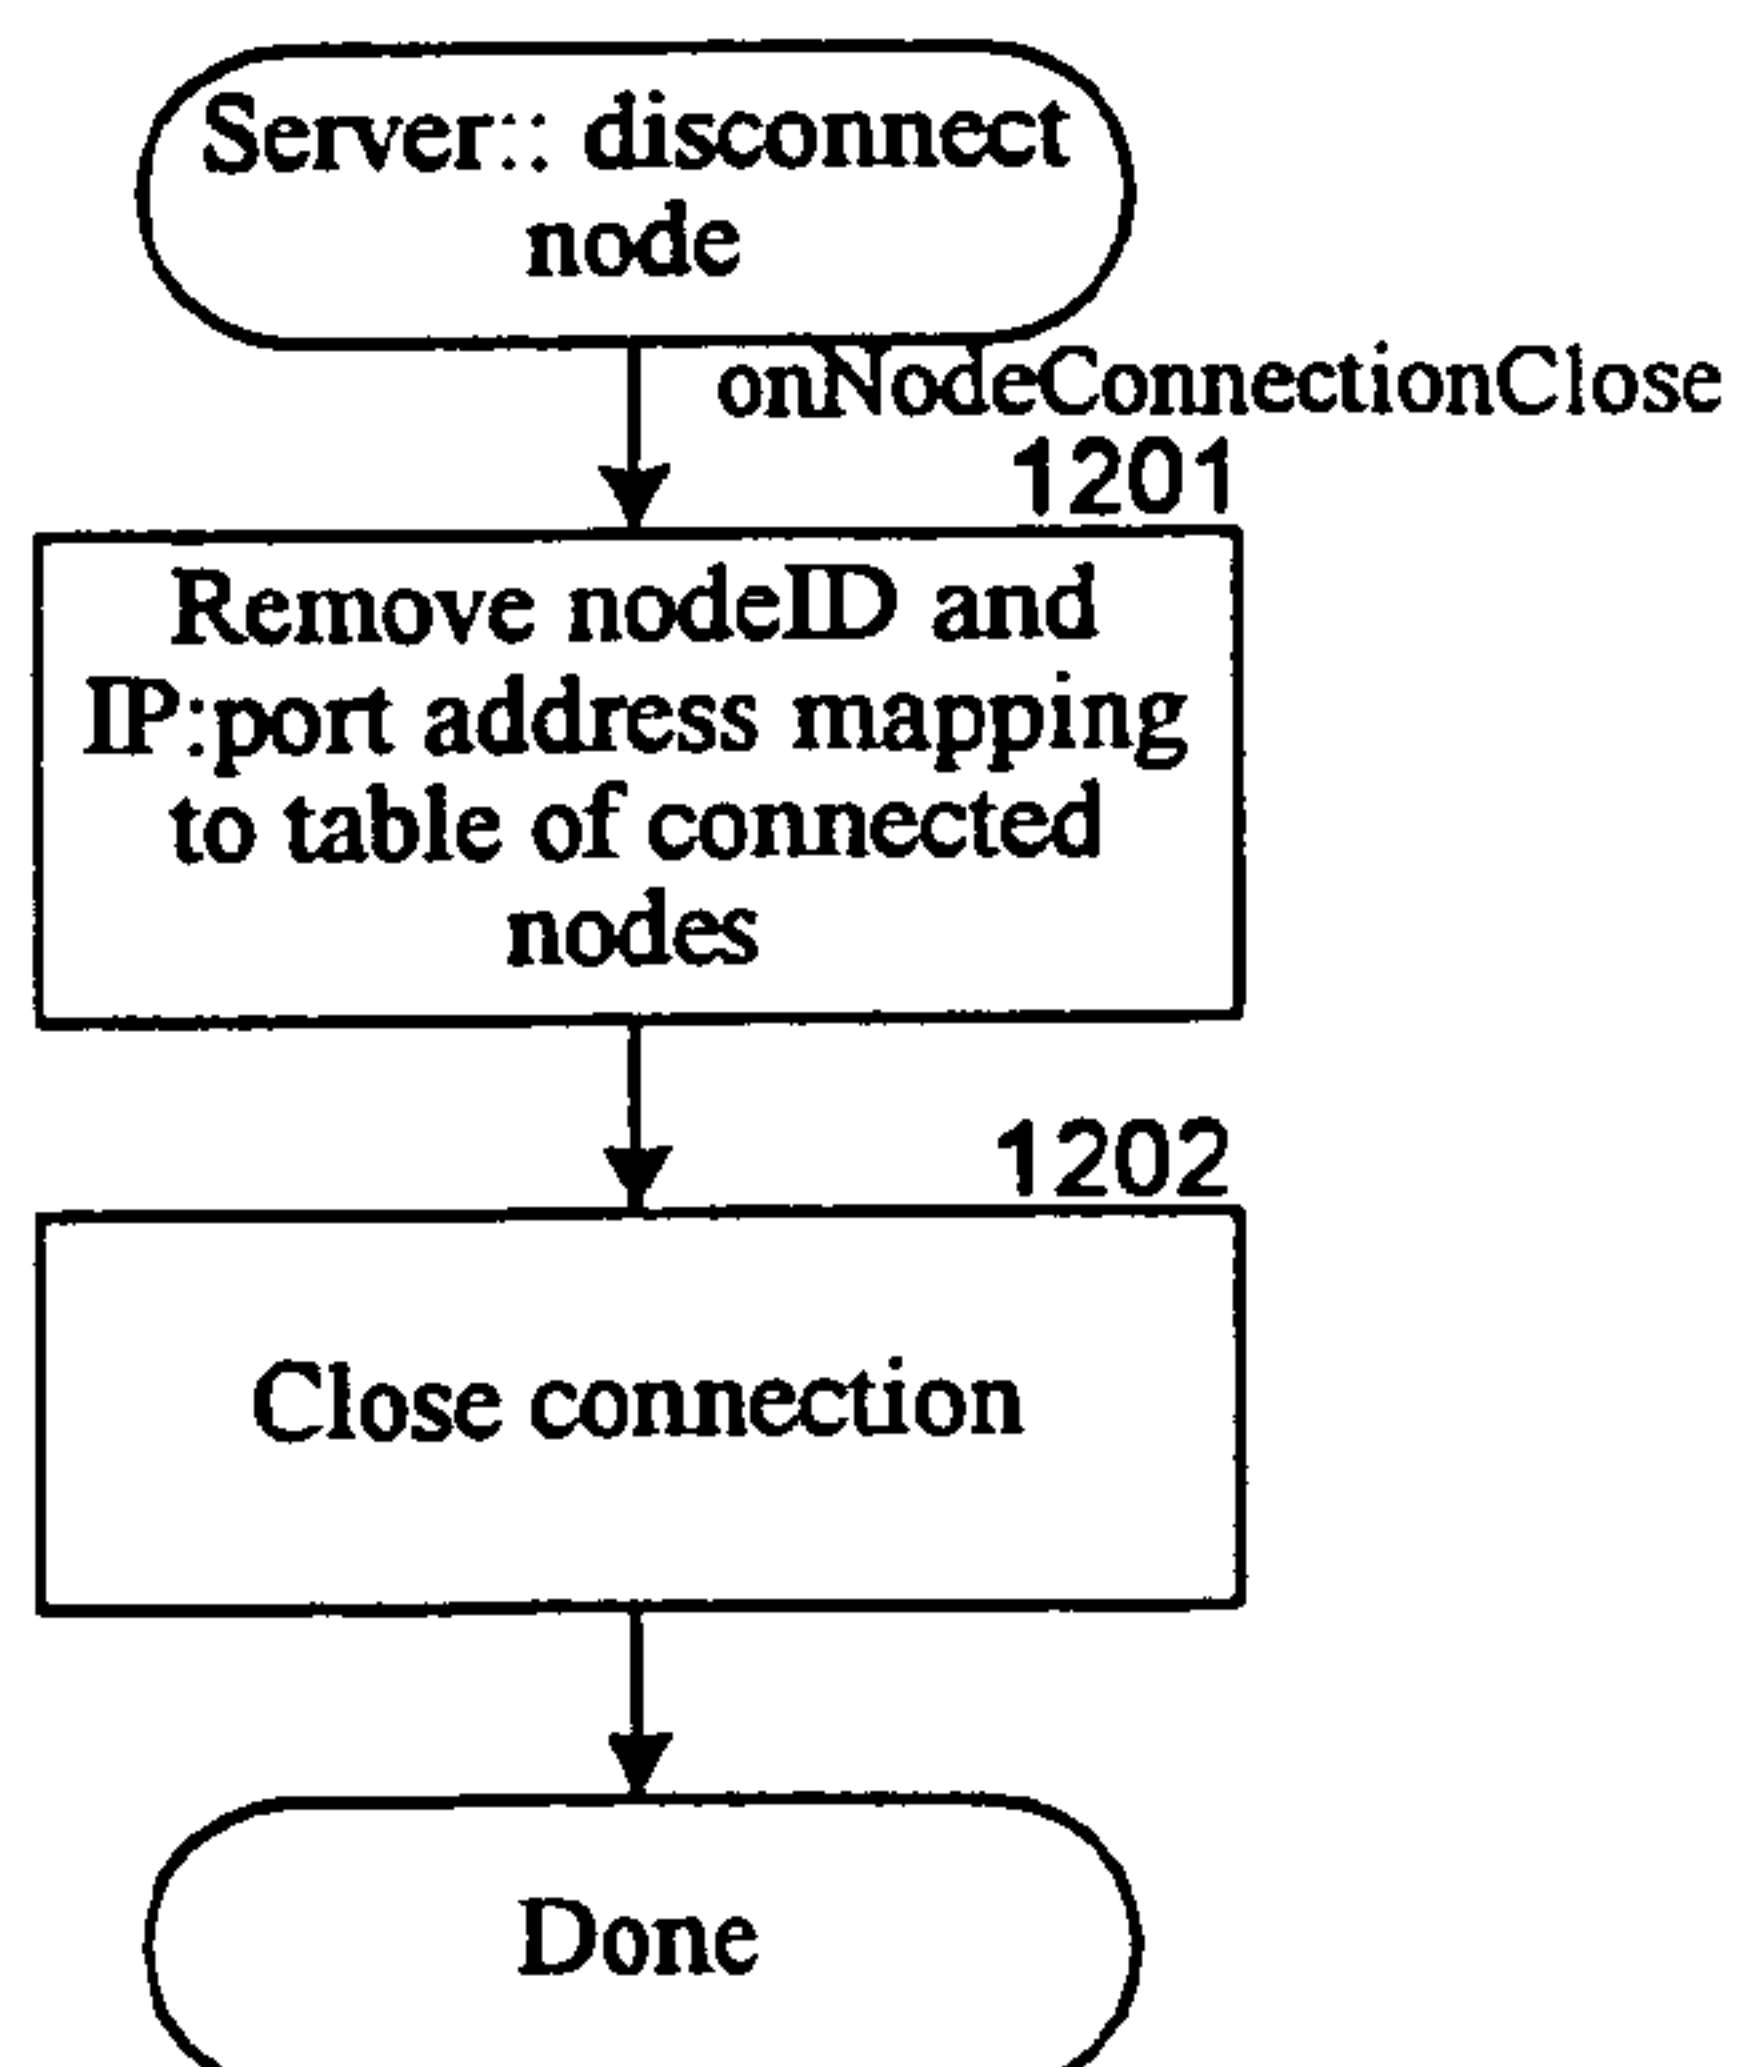 Server:: disconnect
node
onNodeConnectionClose
1201
Remove nodeID and
IP:port address mapping
to table of connected
nodes
1202
Close connection
Done